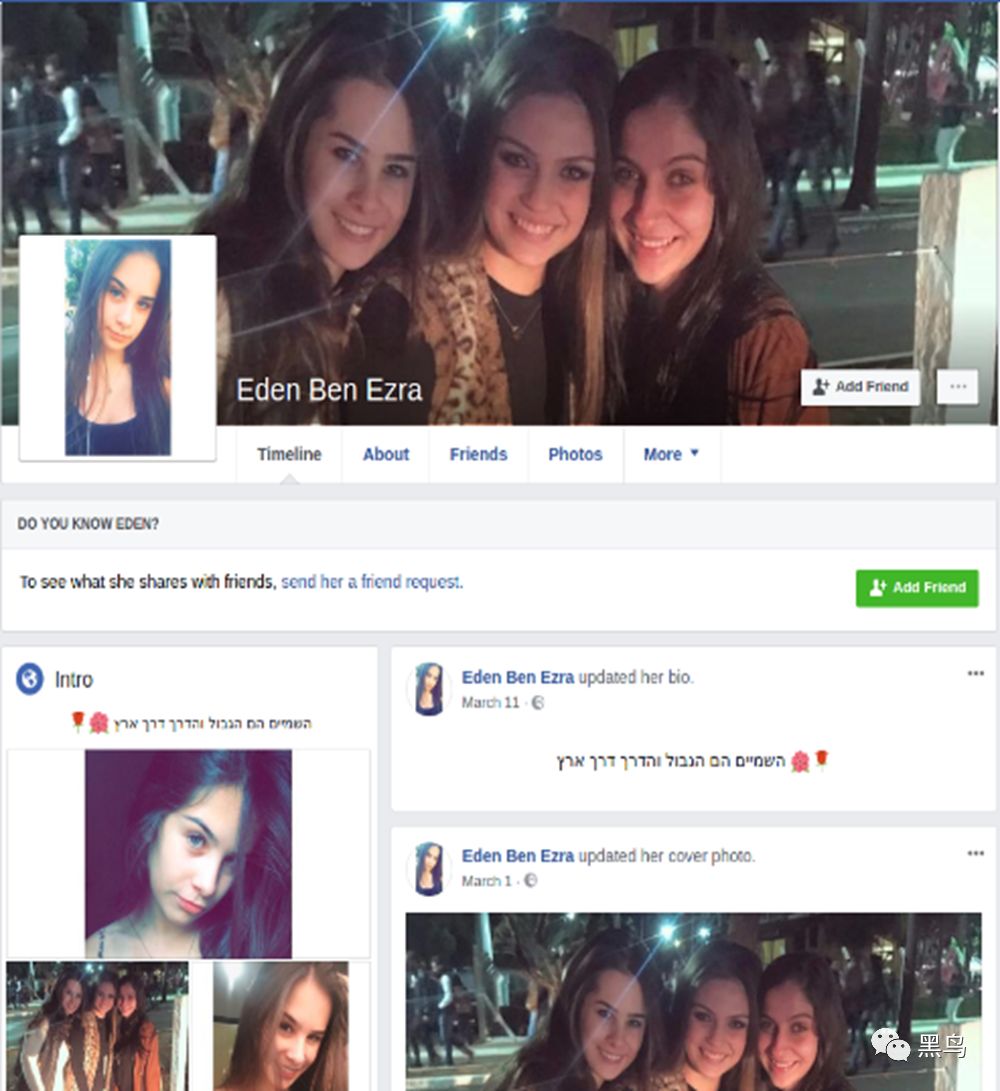 Eden Ben Ezra
Add Friend
Timeline
About
Friends
Photos
More
DO YOU KNOW EDEN?
To see what she shares with friends, send her a friend request.
Add Friend
Intro
השמיים הם הגבול והדרך דרך ארץ
Eden Ben Ezra updated her bio.
March 11
השמיים הם הגבול והדרך דרך ארץ
Eden Ben Ezra updated her cover photo.
March 1
黑鸟